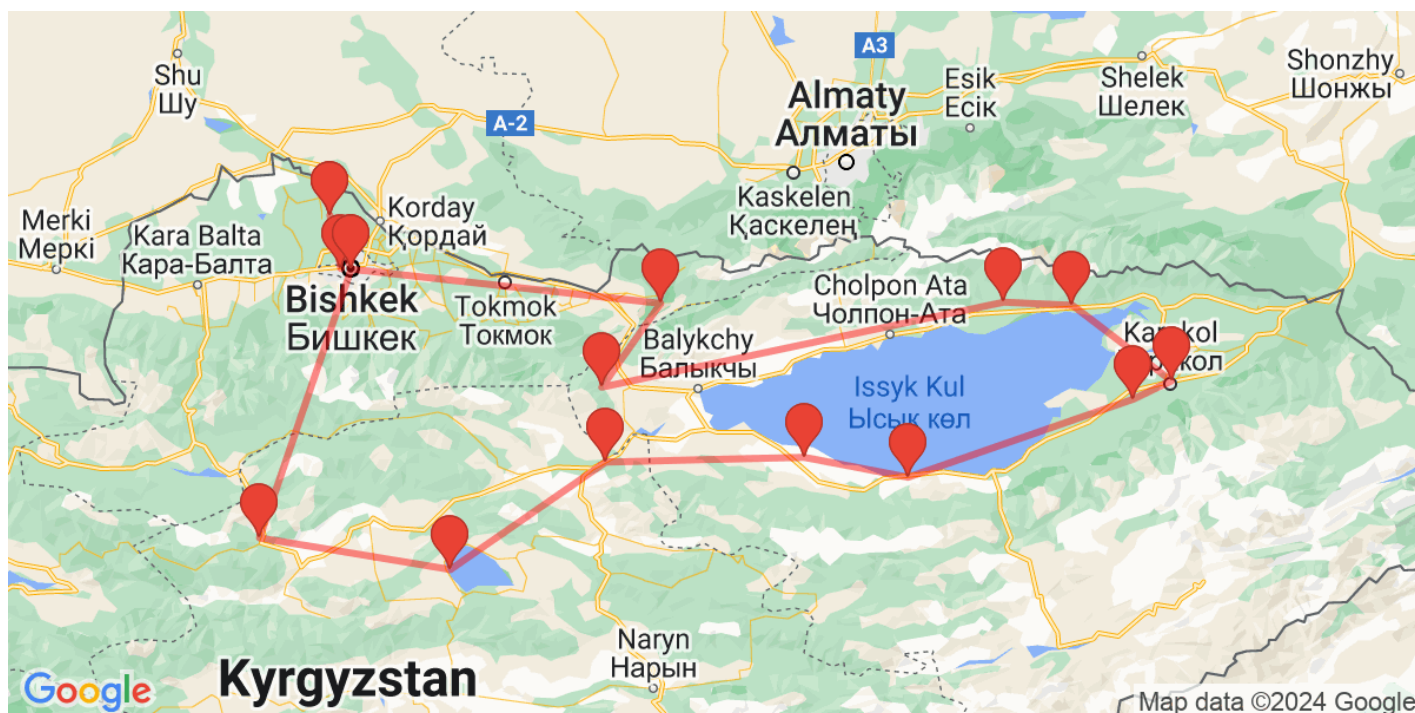 A3
Esik
Есік
Shelek
Шелек
Shonzhy
Шонжы
Shu
Шу
Almaty
Алматы
A-2
Kaskelen
Қаскелең
Korday
Қордай
Merki
Меркі
Kara Balta
Кара-Балта
Bishkek
Бишкек
Tokmok
Токмок
Cholpon Ata
Чолпон-Ата
Balykchy
Балыкчы
Issyk Kul
Ысык көл
Naryn
Нарын
Kyrgyzstan
Google
Map data ©2024 Google